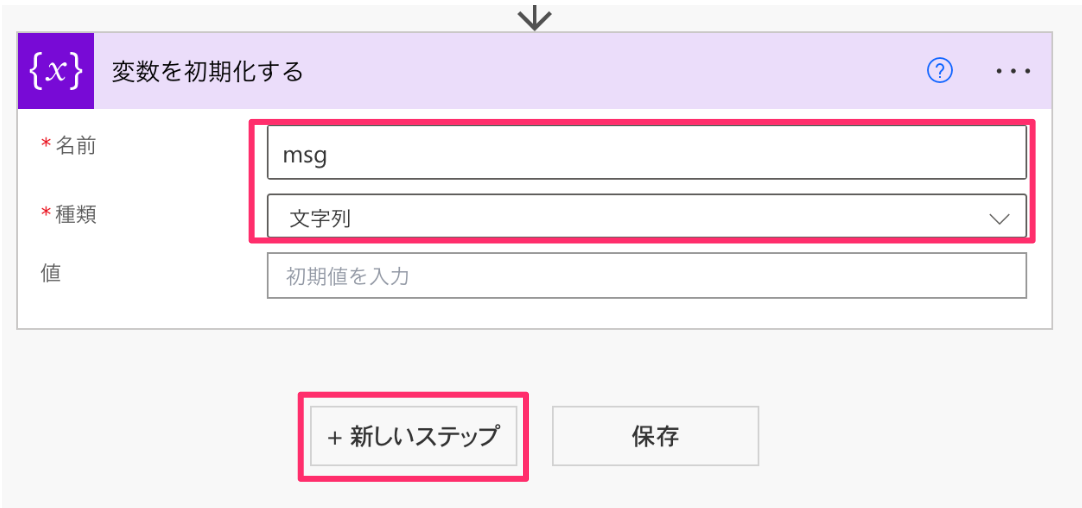 {x} 変数を初期化する ? ...
* 名前 msg
* 種類 文字列
値 初期値を入力
+ 新しいステップ 保存